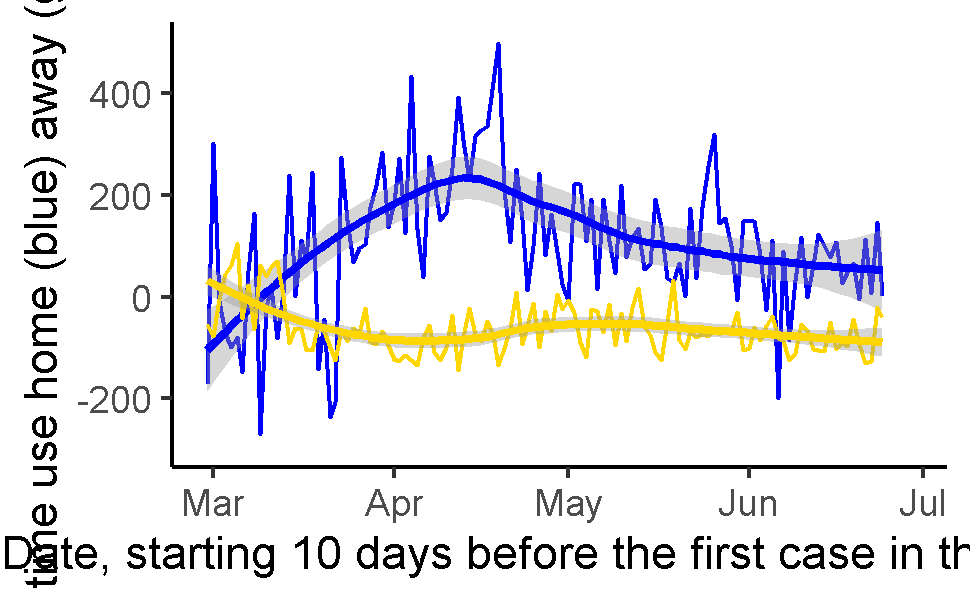 time use home (blue) away (g
400
200
0
-200
Mar Apr May Jun Jul
Date, starting 10 days before the first case in th